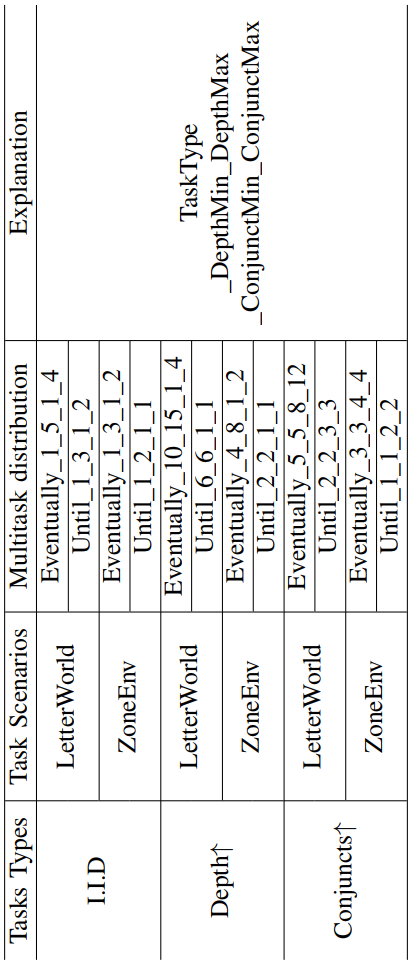 Tasks Types Task Scenarios Multitask distribution Explanation
I.I.D LetterWorld Eventually_1_5_1_4 TaskType
_DepthMin_DepthMax
_ConjunctMin_ConjunctMax
Until_1_3_1_2
ZoneEnv Eventually_1_3_1_2
Until_1_2_1_1
Depth↑ LetterWorld Eventually_10_15_1_4
Until_6_6_1_1
ZoneEnv Eventually_4_8_1_2
Until_2_2_1_1
Conjuncts↑ LetterWorld Eventually_5_5_8_12
Until_2_2_3_3
ZoneEnv Eventually_3_3_4_4
Until_1_1_2_2